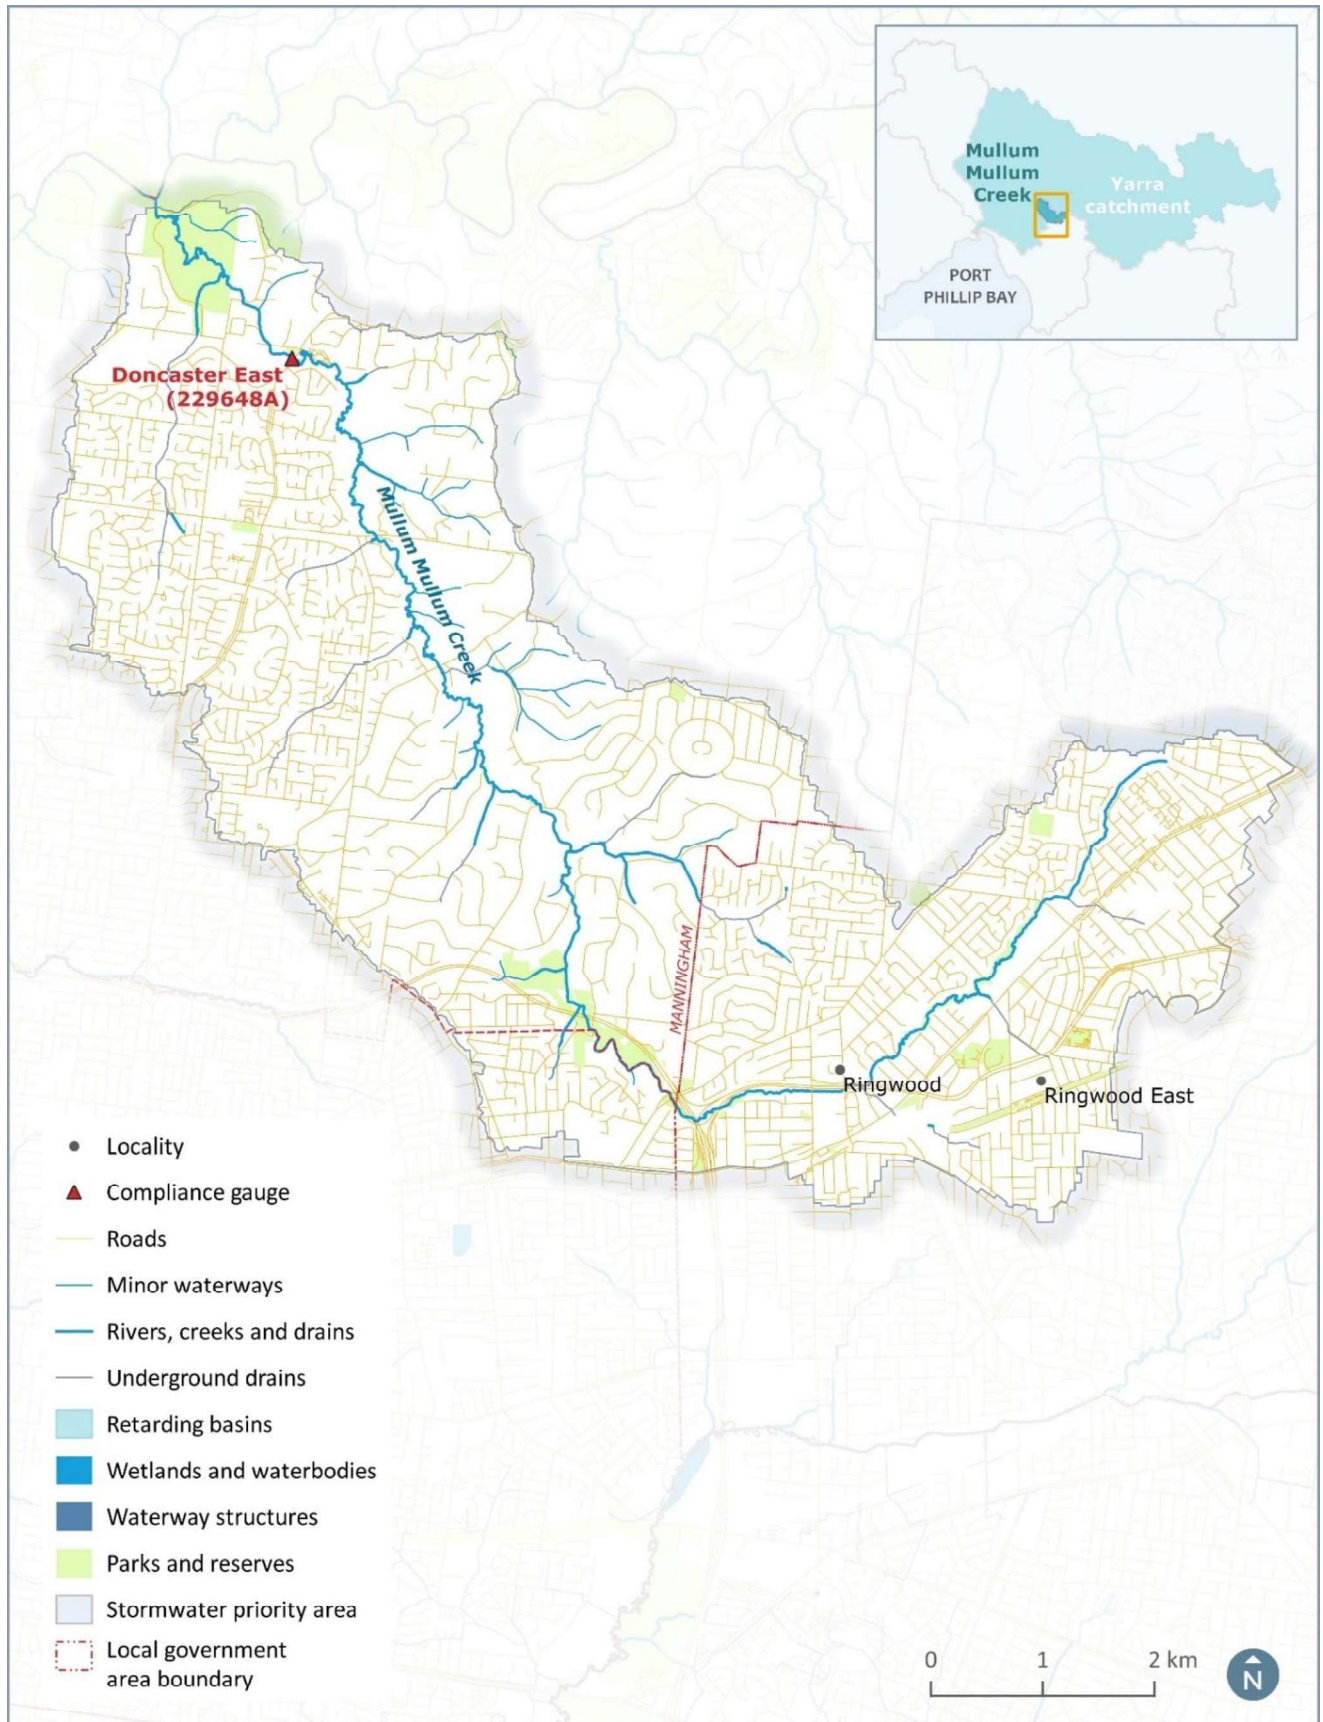 Mullum
Mullum
Creek
Yarra
catchment
PORT
PHILLIP BAY
Doncaster East
(229648A)
Mullum Mullum Creek
MANNINGHAM
Ringwood
Ringwood East
Locality
Compliance gauge
Roads
Minor waterways
Rivers, creeks and drains
Underground drains
Retarding basins
Wetlands and waterbodies
Waterway structures
Parks and reserves
Stormwater priority area
Local government
area boundary
0 1 2 km
N